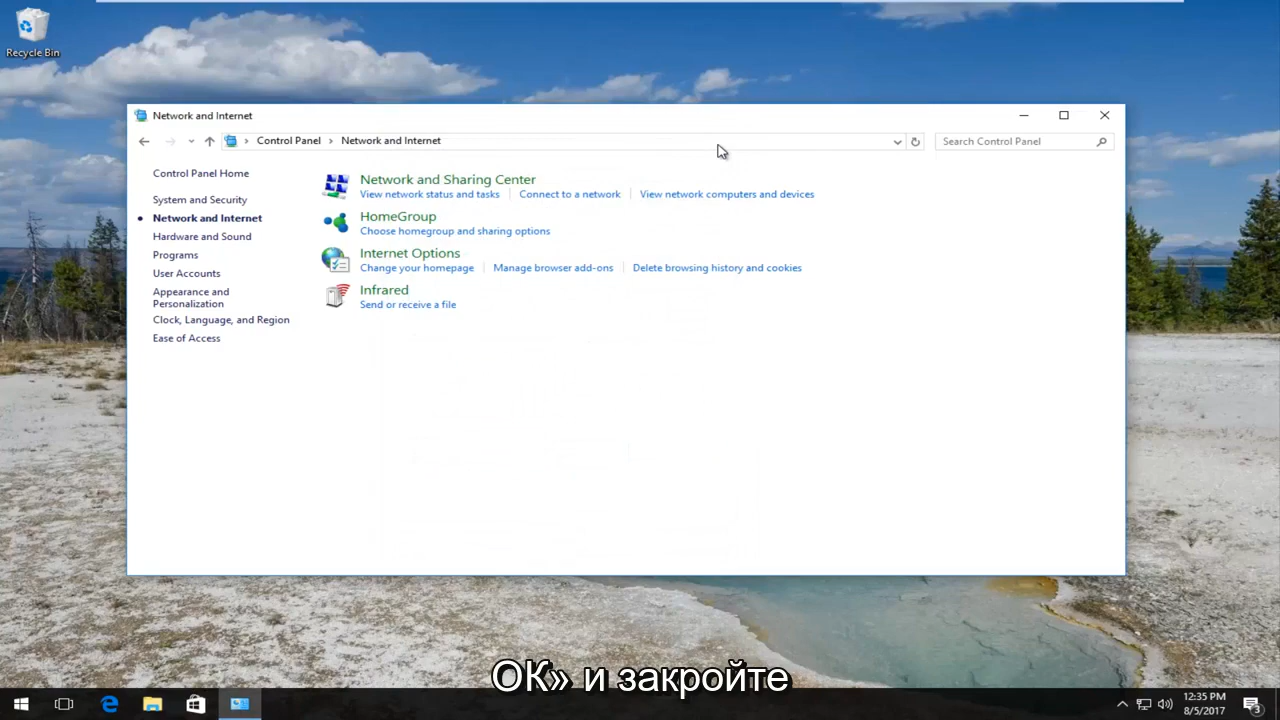 Recycle Bin
Network and Internet
Control Panel
Network and Internet
Search Control Panel
Control Panel Home
System and Security
Network and Internet
Hardware and Sound
Programs
User Accounts
Appearance and
Personalization
Clock, Language, and Region
Ease of Access
Network and Sharing Center
View network status and tasks
Connect to a network
View network computers and devices
HomeGroup
Choose homegroup and sharing options
Internet Options
Change your homepage
Manage browser add-ons
Delete browsing history and cookies
Infrared
Send or receive a file
ОК» и закройте
12:35 PM
8/5/2017
3